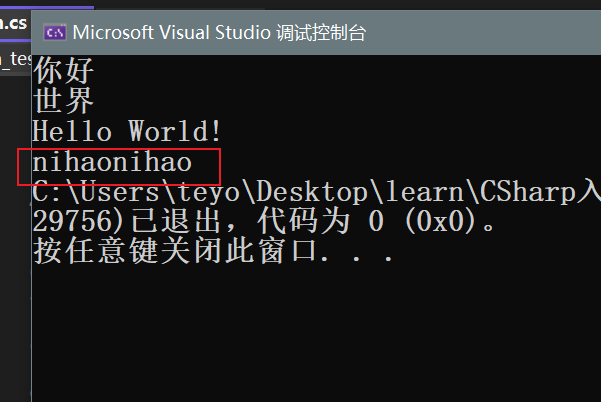 .cs
_tes
Microsoft Visual Studio 调试控制台
你好
世界
Hello World!
nihaonihao
C:\Users\teyo\Desktop\learn\CSharp入
29756)已退出，代码为 0 (0x0)。
按任意键关闭此窗口. . .